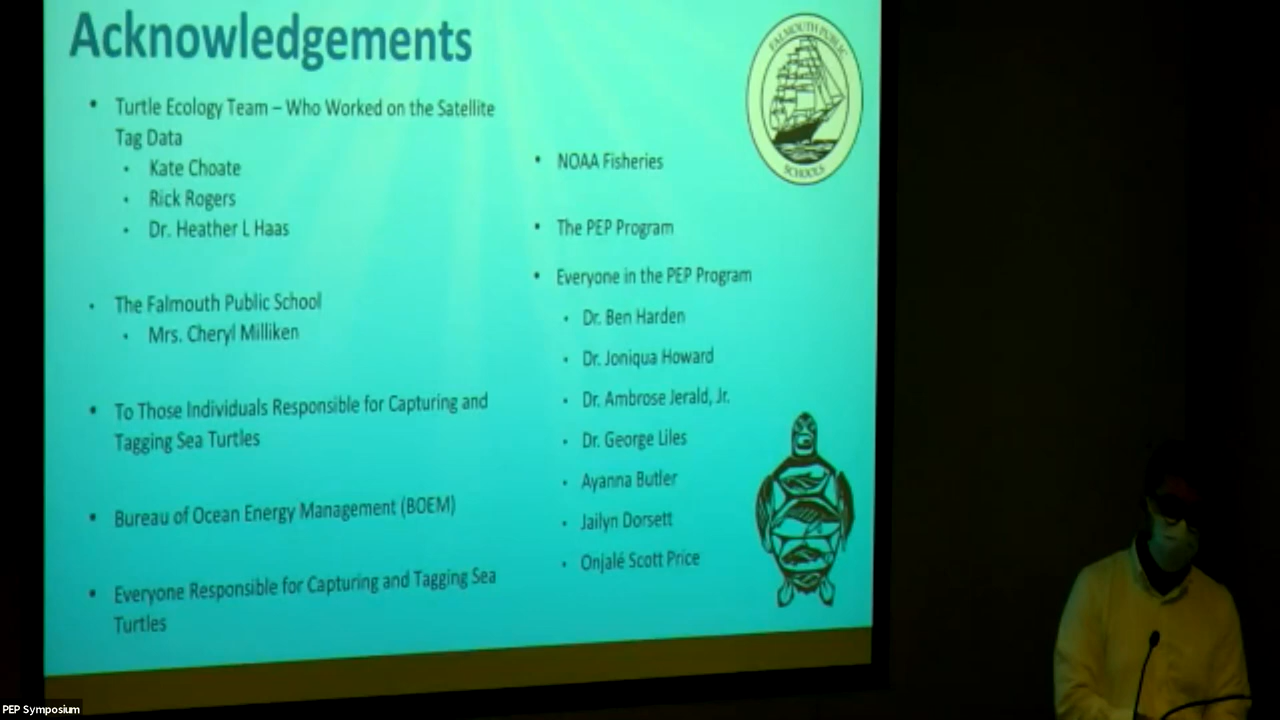 Acknowledgements
• Turtle Ecology Team – Who Worked on the Satellite
Tag Data
• Kate Choate
• Rick Rogers
• Dr. Heather L Haas
• The Falmouth Public School
• Mrs. Cheryl Milliken
• To Those Individuals Responsible for Capturing and
Tagging Sea Turtles
• Bureau of Ocean Energy Management (BOEM)
• Everyone Responsible for Capturing and Tagging Sea
Turtles
• NOAA Fisheries
• The PEP Program
• Everyone in the PEP Program
• Dr. Ben Harden
• Dr. Joniqua Howard
• Dr. Ambrose Jerald, Jr.
• Dr. George Liles
• Ayanna Butler
• Jailyn Dorsett
• Onjalé Scott Price
FALMOUTH PUBLIC
SCHOOLS
PEP Symposium